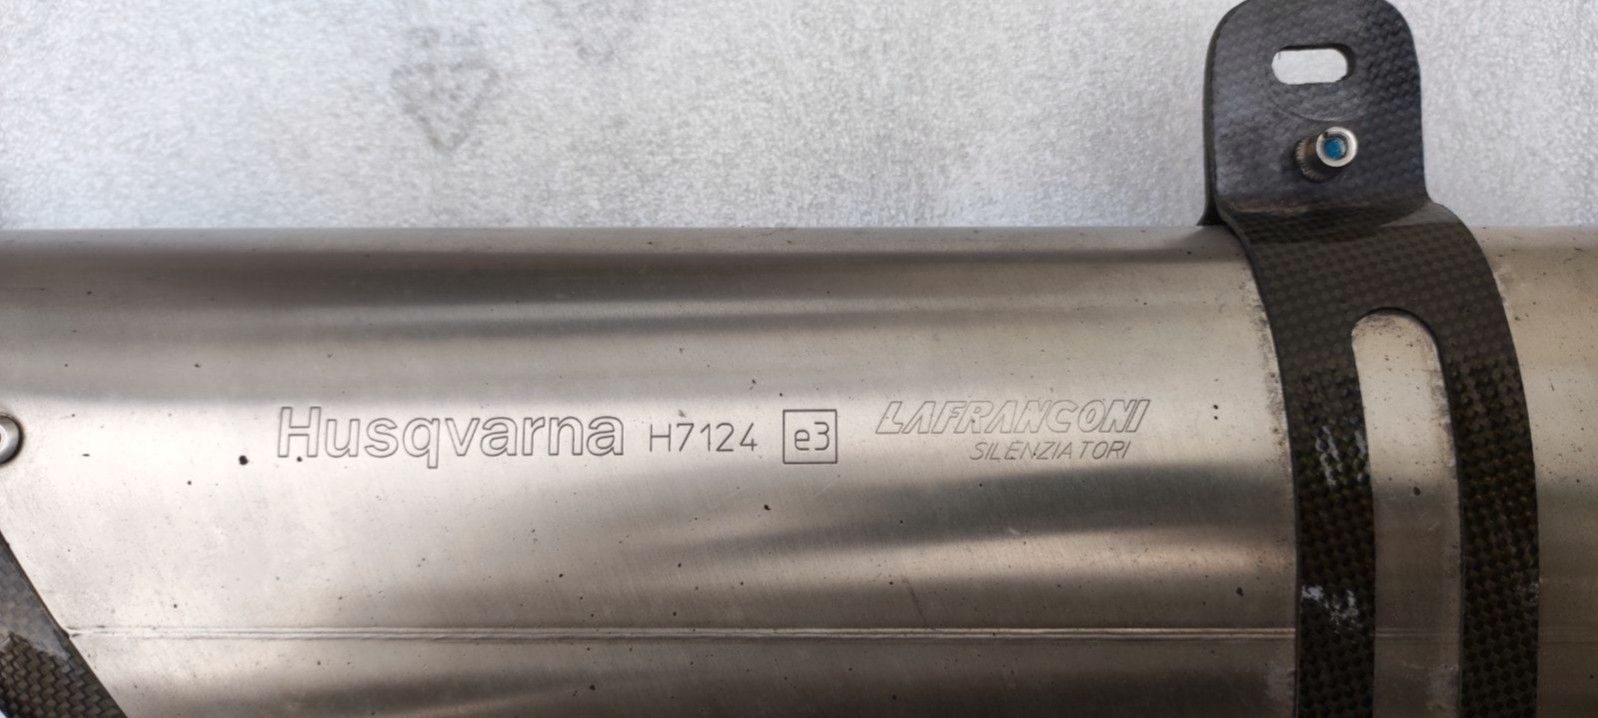 Husqvarna H7124 e3 LAFRANCONI
SILENZIATORI